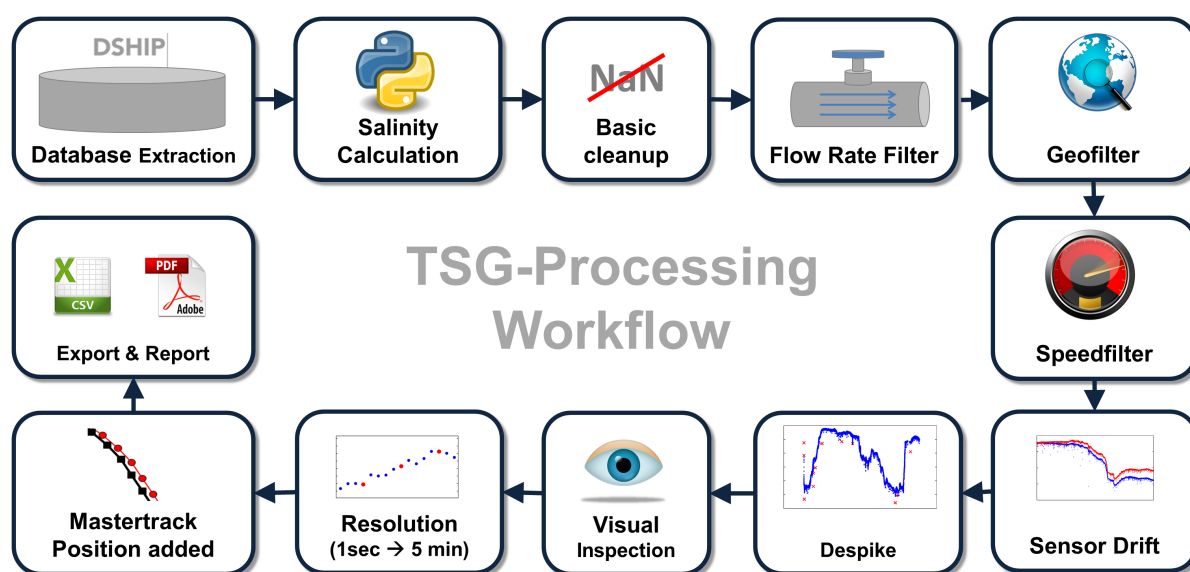 DSHIP
Database Extraction
Salinity
Calculation
NaN
Basic
cleanup
Flow Rate Filter
Geofilter
TSG-Processing
Workflow
Speedfilter
Sensor Drift
Despike
Visual
Inspection
Resolution
(1sec → 5 min)
Mastertrack
Position added
X
CSV
PDF
Adobe
Export & Report